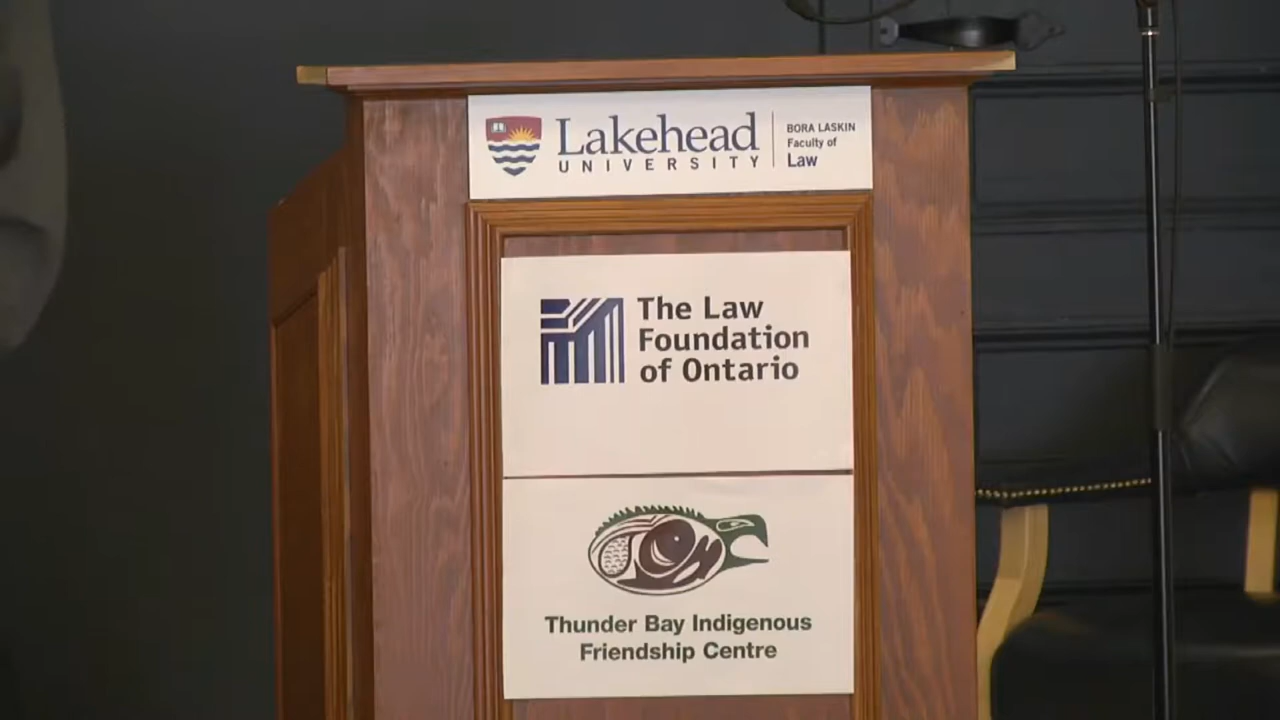 Lakehead
UNIVERSITY
BORA LASKIN
Faculty of
Law
The Law
Foundation
of Ontario
Thunder Bay Indigenous
Friendship Centre